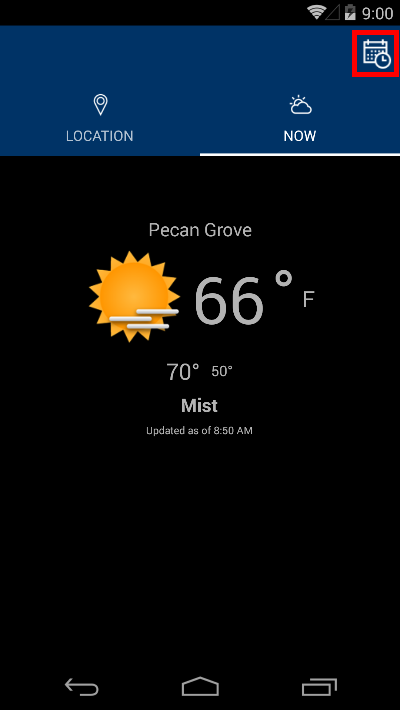 9:00
LOCATION
NOW
Pecan Grove
66° F
70° 50°
Mist
Updated as of 8:50 AM